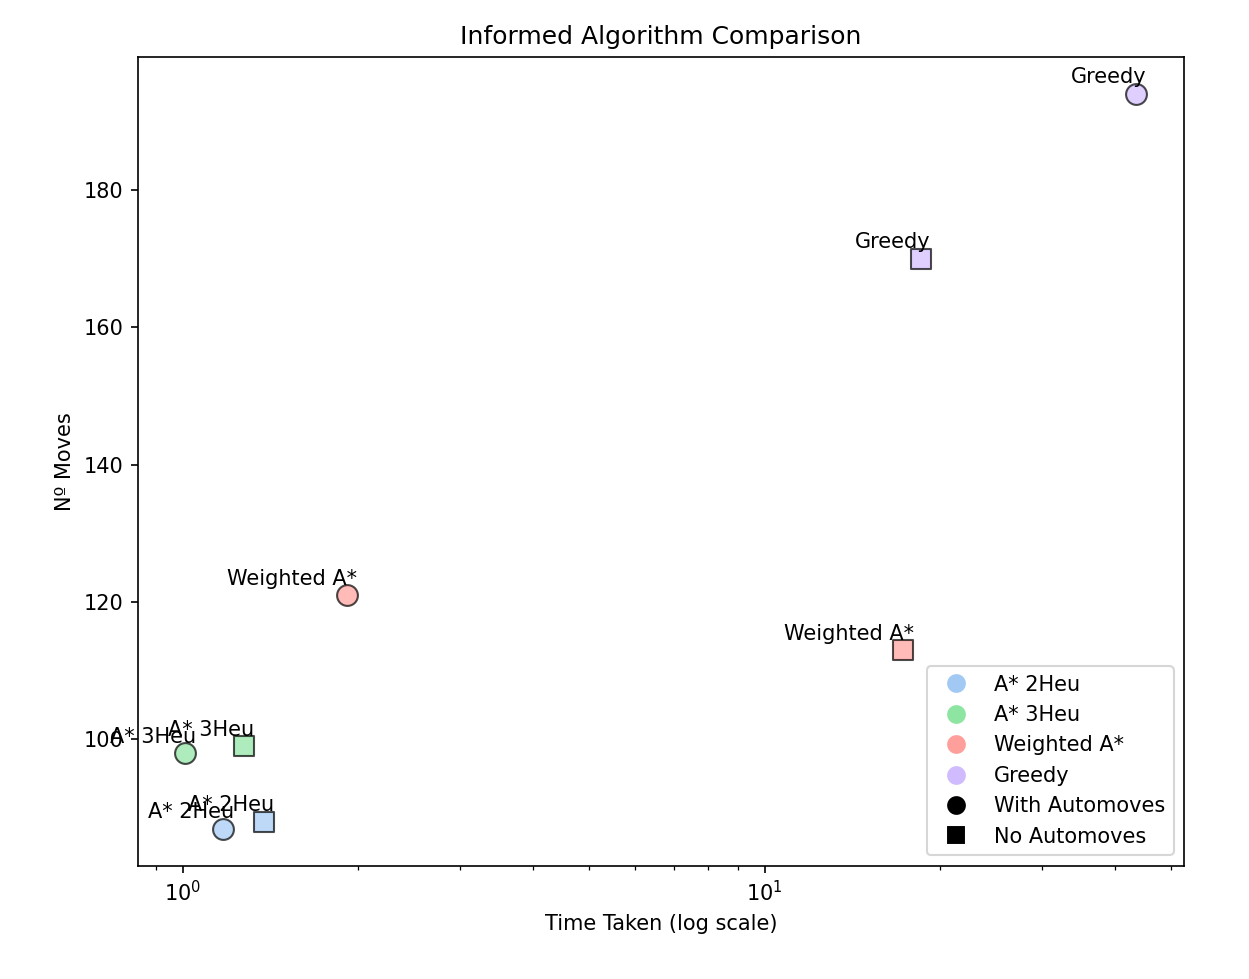 Informed Algorithm Comparison
Greedy
180
Greedy
160
Nº Moves
140
Weighted A*
120
Weighted A*
A* 3Heu
A* 3Heu
100
A* 2Heu
A* 2Heu
A* 2Heu
A* 3Heu
Weighted A*
Greedy
With Automoves
No Automoves
10⁰
10¹
Time Taken (log scale)